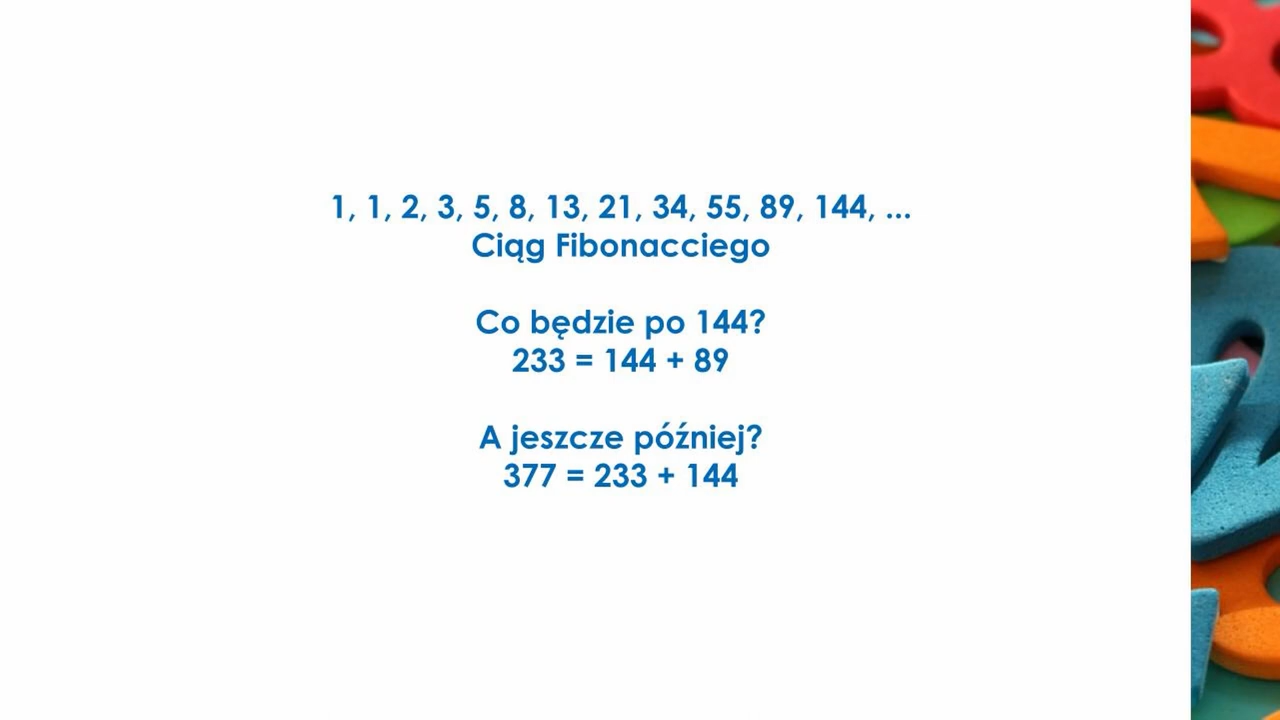 1, 1, 2, 3, 5, 8, 13, 21, 34, 55, 89, 144, ...
Ciąg Fibonacciego
Co będzie po 144?
233 = 144 + 89
A jeszcze później?
377 = 233 + 144